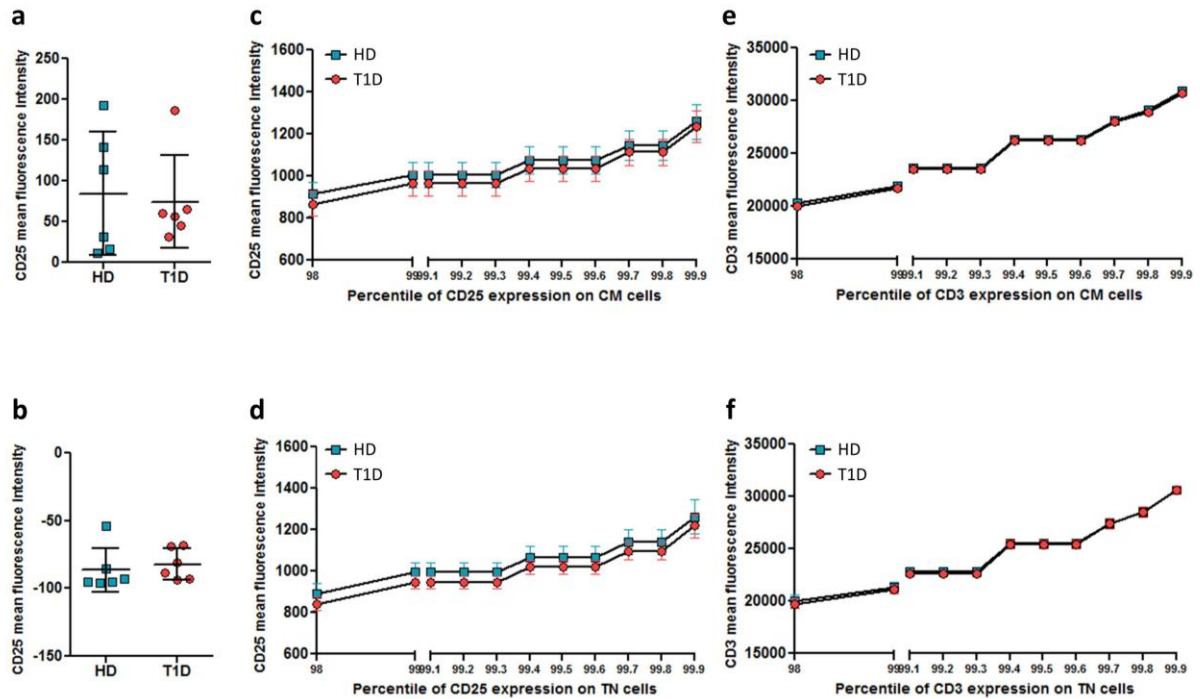 a
CD25 mean fluorescence Intensity
250
200
150
100
50
0
HD
T1D
c
CD25 mean fluorescence Intensity
1600
1400
1200
1000
800
600
HD
T1D
98
99
99.1
99.2
99.3
99.4
99.5
99.6
99.7
99.8
99.9
Percentile of CD25 expression on CM cells
e
CD3 mean fluorescence Intensity
35000
30000
25000
20000
15000
HD
T1D
98
99
99.1
99.2
99.3
99.4
99.5
99.6
99.7
99.8
99.9
Percentile of CD3 expression on CM cells
b
CD25 mean fluorescence Intensity
0
-50
-100
-150
HD
T1D
d
CD25 mean fluorescence Intensity
1600
1400
1200
1000
800
600
HD
T1D
98
99
99.1
99.2
99.3
99.4
99.5
99.6
99.7
99.8
99.9
Percentile of CD25 expression on TN cells
f
CD3 mean fluorescence Intensity
35000
30000
25000
20000
15000
HD
T1D
98
99
99.1
99.2
99.3
99.4
99.5
99.6
99.7
99.8
99.9
Percentile of CD3 expression on TN cells